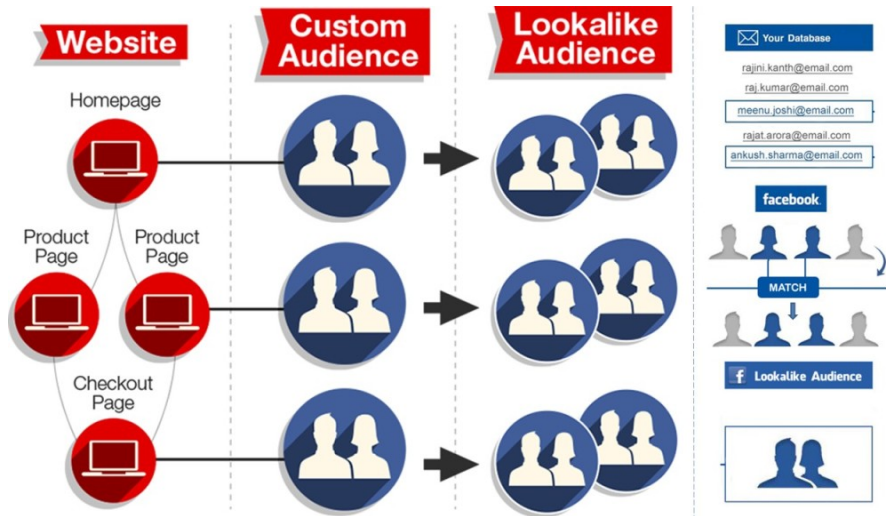 Website
Custom
Audience
Lookalike
Audience
Homepage
Product
Page
Product
Page
Checkout
Page
Your Database
rajini.kanth@email.com
raj.kumar@email.com
meenu.joshi@email.com
rajat.arora@email.com
ankush.sharma@email.com
facebook
MATCH
f Lookalike Audience